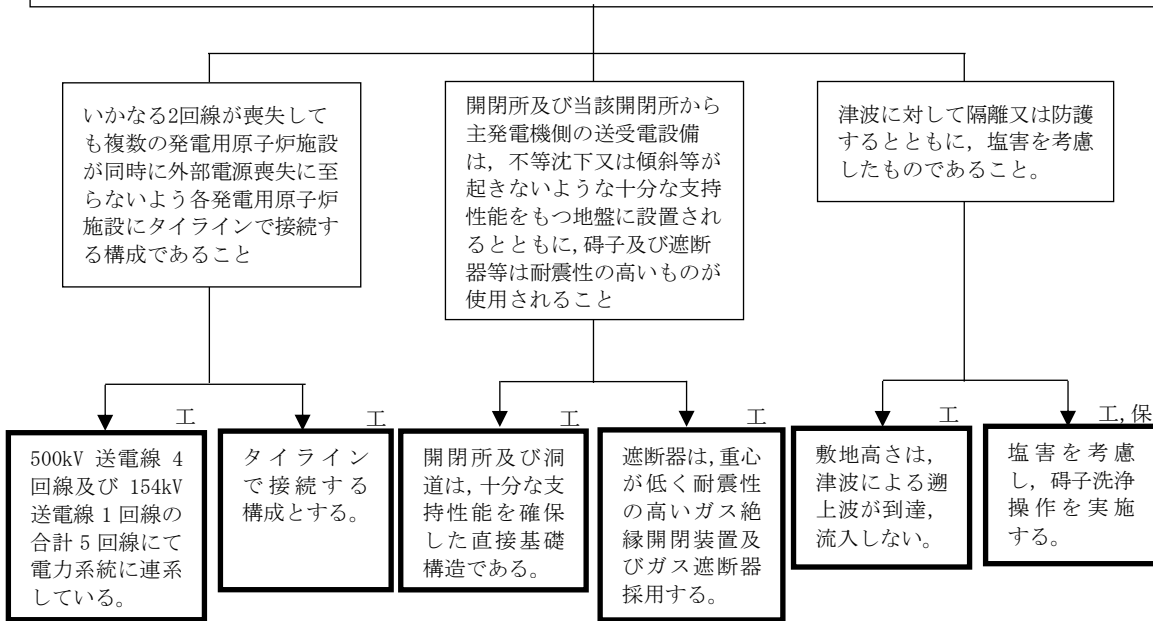 いかなる2回線が喪失して
も複数の発電用原子炉施設
が同時に外部電源喪失に至
らないよう各発電用原子炉
施設にタイラインで接続す
る構成であること
開閉所及び当該開閉所から
主発電機側の送受電設備
は，不等沈下又は傾斜等が
起きないような十分な支持
性能をもつ地盤に設置され
るとともに，碍子及び遮断
器等は耐震性の高いものが
使用されること
津波に対して隔離又は防護
するとともに，塩害を考慮
したものであること。
工
500kV 送電線 4
回線及び 154kV
送電線 1 回線の
合計 5 回線にて
電力系統に連系
している。
工
タイライン
で接続する
構成とする。
工
開閉所及び洞
道は，十分な支
持性能を確保
した直接基礎
構造である。
工
遮断器は，重心
が低く耐震性
の高いガス絶
縁開閉装置及
びガス遮断器
採用する。
工
敷地高さは，
津波による遡
上波が到達，
流入しない。
工，保
塩害を考慮
し，碍子洗浄
操作を実施
する。